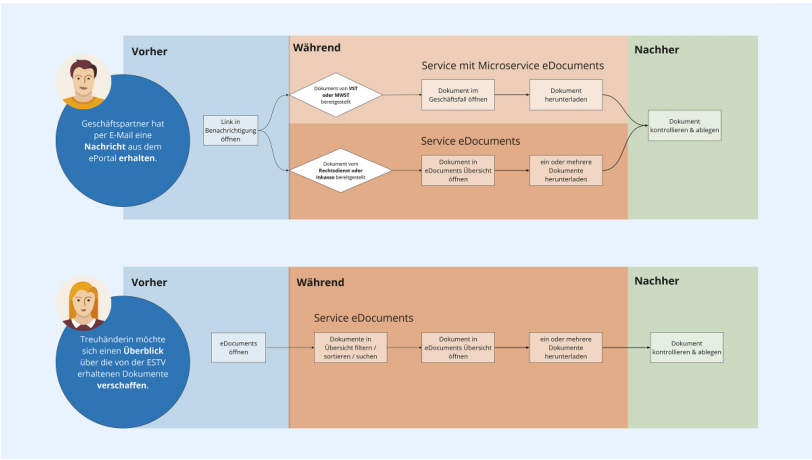 Vorher
Während
Nachher
Service mit Microservice eDocuments
Geschäftspartner hat
per E-Mail eine
Nachricht aus dem
ePortal erhalten.
Link in
Benachrichtigung
öffnen
Dokument von VST
oder MWST
bereitgestellt
Dokument im
Geschäftsfall öffnen
Dokument
herunterladen
Dokument
kontrollieren & ablegen
Service eDocuments
Dokument vom
Rechtsdienst oder
Inkasso bereitgestellt
Dokument in
eDocuments Übersicht
öffnen
ein oder mehrere
Dokumente
herunterladen
Vorher
Während
Nachher
Service eDocuments
Treuhänderin möchte
sich einen Überblick
über die von der ESTV
erhaltenen Dokumente
verschaffen.
eDocuments
öffnen
Dokumente in
Übersicht filtern /
sortieren / suchen
Dokument in
eDocuments Übersicht
öffnen
ein oder mehrere
Dokumente
herunterladen
Dokument
kontrollieren & ablegen